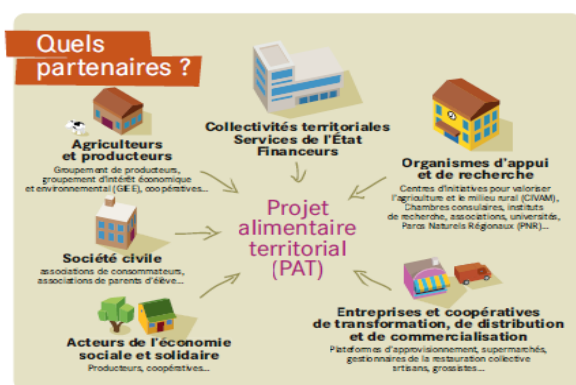 Quels
partenaires ?
Agriculteurs
et producteurs
Groupement de producteurs,
groupement d'intérêt économique
et environnemental (GIEE), coopératives...
Collectivités territoriales
Services de l'État
Financeurs
Organismes d'appui
et de recherche
Centres d'initiatives pour valoriser
l'agriculture et le milieu rural (CIVAM),
Chambres consulaires, instituts
de recherche, associations, universités,
Parcs Naturels Régionaux (PNR)...
Projet
alimentaire
territorial
(PAT)
Société civile
associations de consommateurs,
associations de parents d'élève...
Acteurs de l'économie
sociale et solidaire
Producteurs, coopératives...
Entreprises et coopératives
de transformation, de distribution
et de commercialisation
Plateformes d'approvisionnement, supermarchés,
gestionnaires de la restauration collective
artisans, grossistes...